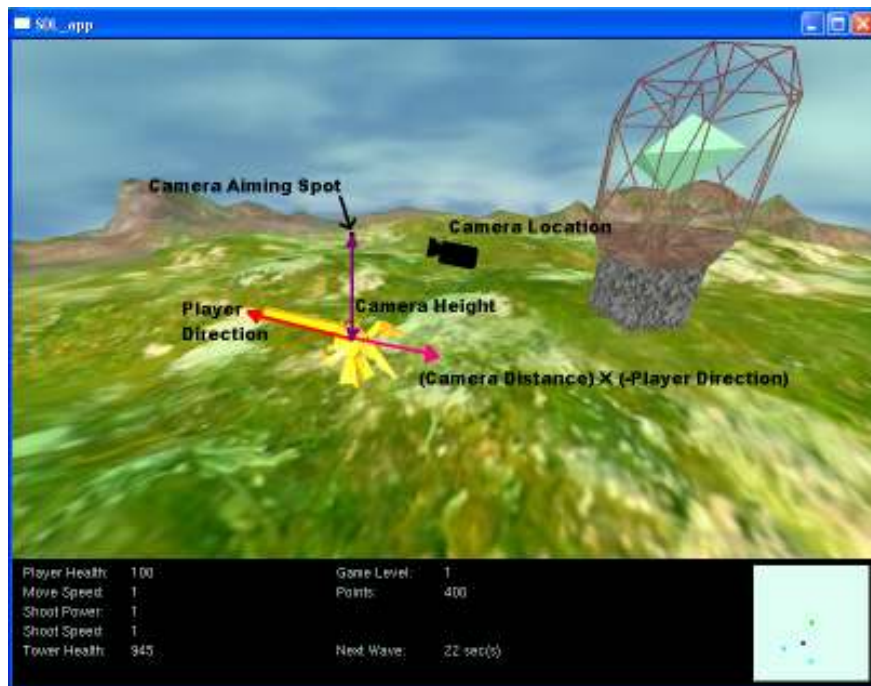 SDL_app
Camera Aiming Spot
Camera Location
Camera Height
Player
Direction
(Camera Distance) X (-Player Direction)
Player Health: 100 Game Level: 1
Move Speed: 1 Points: 400
Shoot Power: 1
Shoot Speed: 1
Tower Health: 945 Next Wave: 22 sec(s)